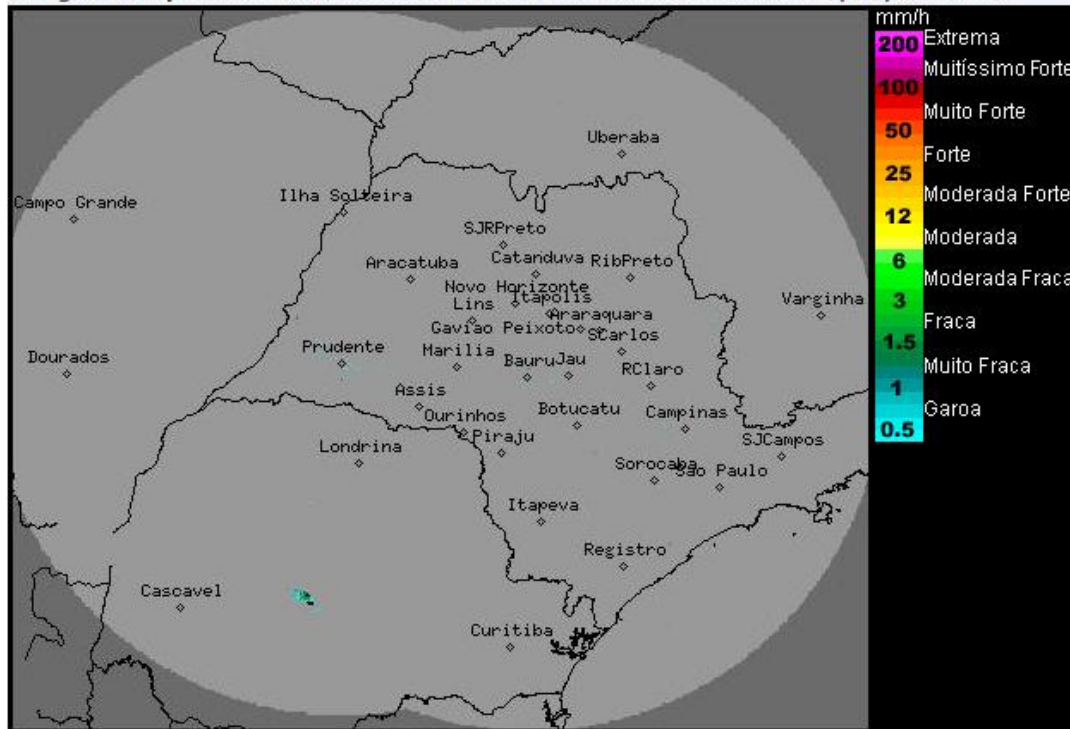 mm/h
200 Extrema
Muitíssimo Forte
100
Muito Forte
50
Forte
25
Moderada Forte
12
Moderada
6
Moderada Fraca
3
Fraca
1.5
Muito Fraca
1
Garoa
0.5
Uberaba
Campo Grande
Ilha Solteira
SJRPreto
Catanduva
RibPreto
Aracatuba
Novo Horizonte
Itapolis
Lins
Araraquara
Varginha
Gaviao Peixoto
SCarlos
Dourados
Prudente
Marilia
Bauru
Jau
RClaro
Assis
Ourinhos
Botucatu
Campinas
Piraju
Londrina
SJCampos
Sorocaba
Sao Paulo
Itapeva
Registro
Cascavel
Curitiba